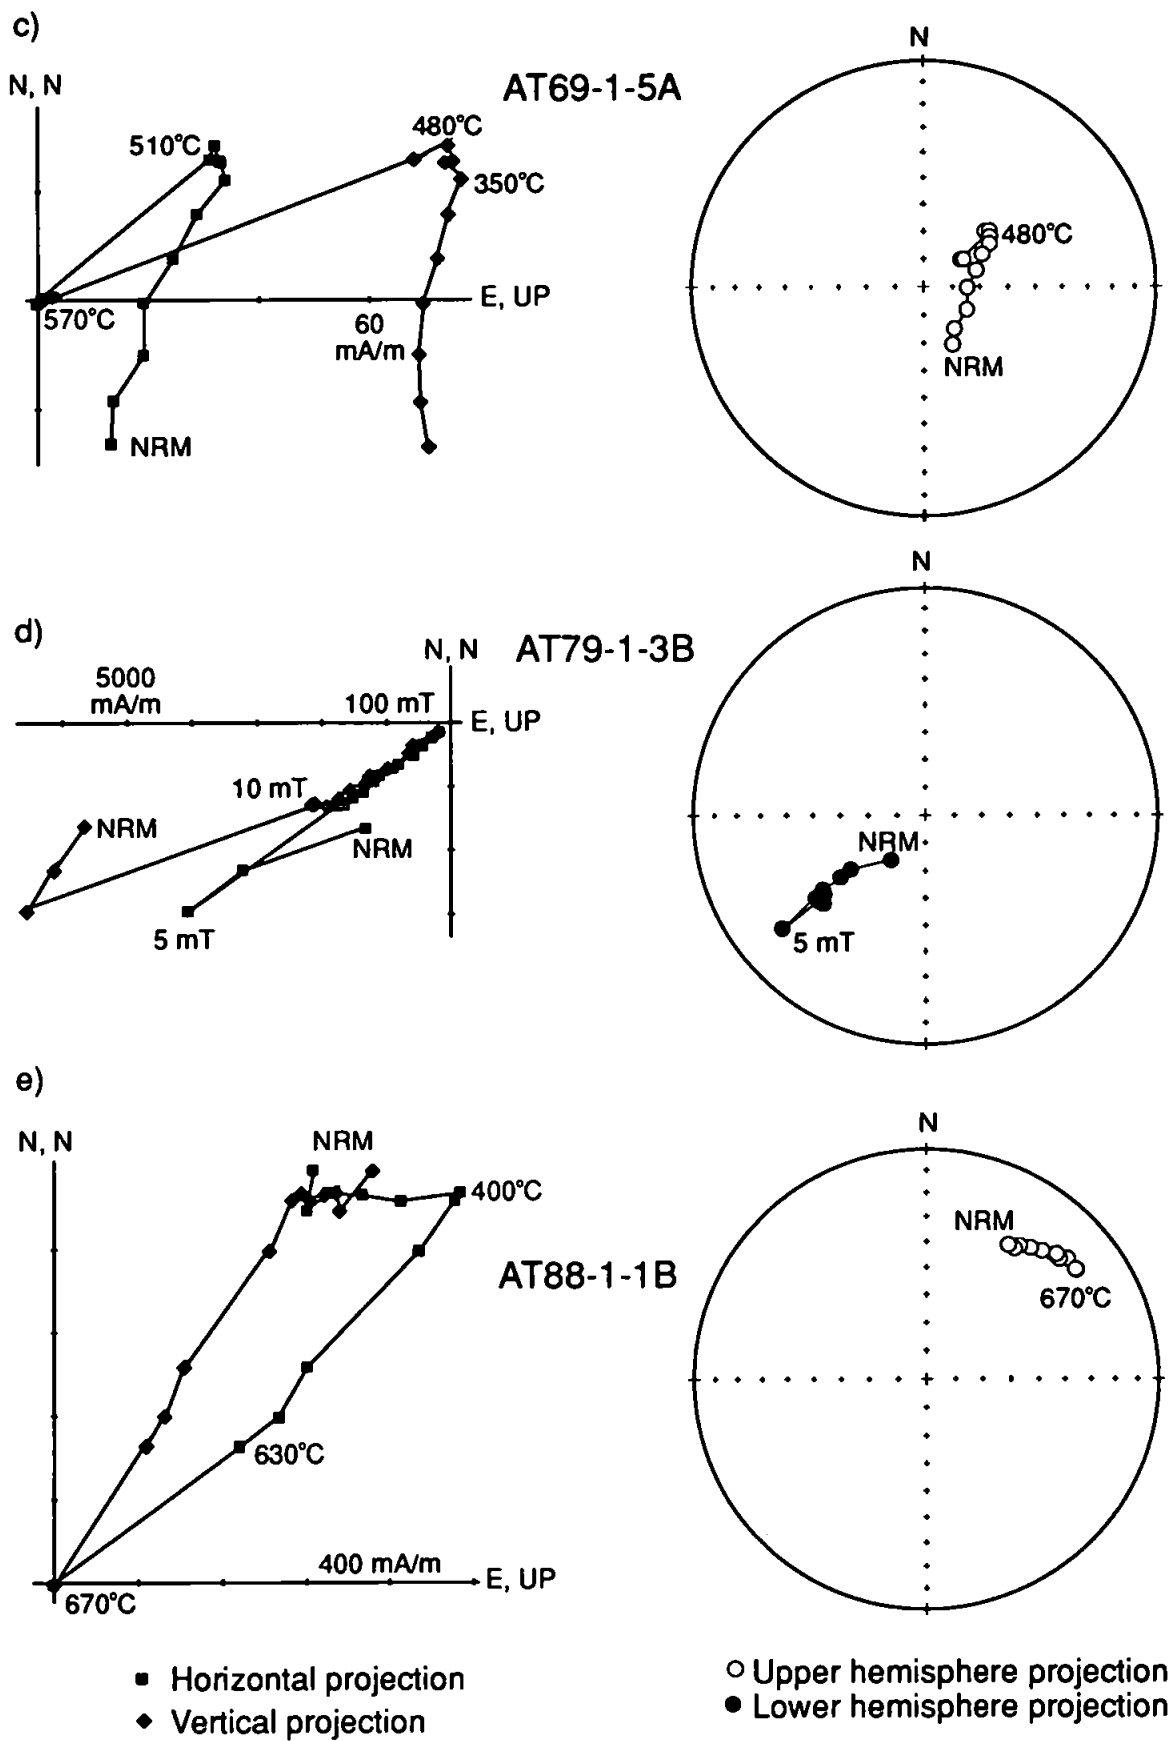 c)
N, N
AT69-1-5A
510°C
480°C
350°C
E, UP
570°C
60
mA/m
NRM
N
480°C
NRM
d)
N, N
AT79-1-3B
5000
mA/m
100 mT
E, UP
10 mT
NRM
NRM
5 mT
N
NRM
5 mT
e)
N, N
NRM
400°C
AT88-1-1B
630°C
400 mA/m
E, UP
670°C
N
NRM
670°C
Horizontal projection
Vertical projection
Upper hemisphere projection
Lower hemisphere projection